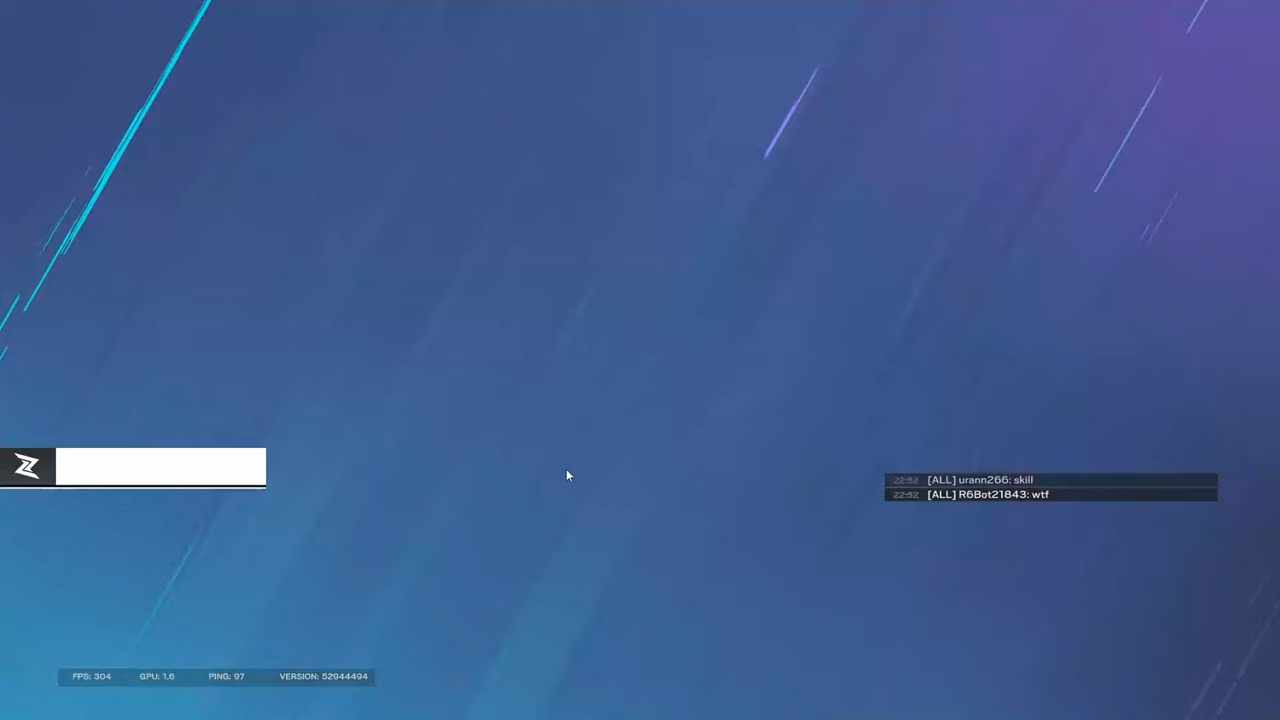 22:52 [ALL] urann266: skill
22:52 [ALL] R6Bot21843: wtf
FPS: 304 GPU: 1.6 PING: 97 VERSION: 52944494